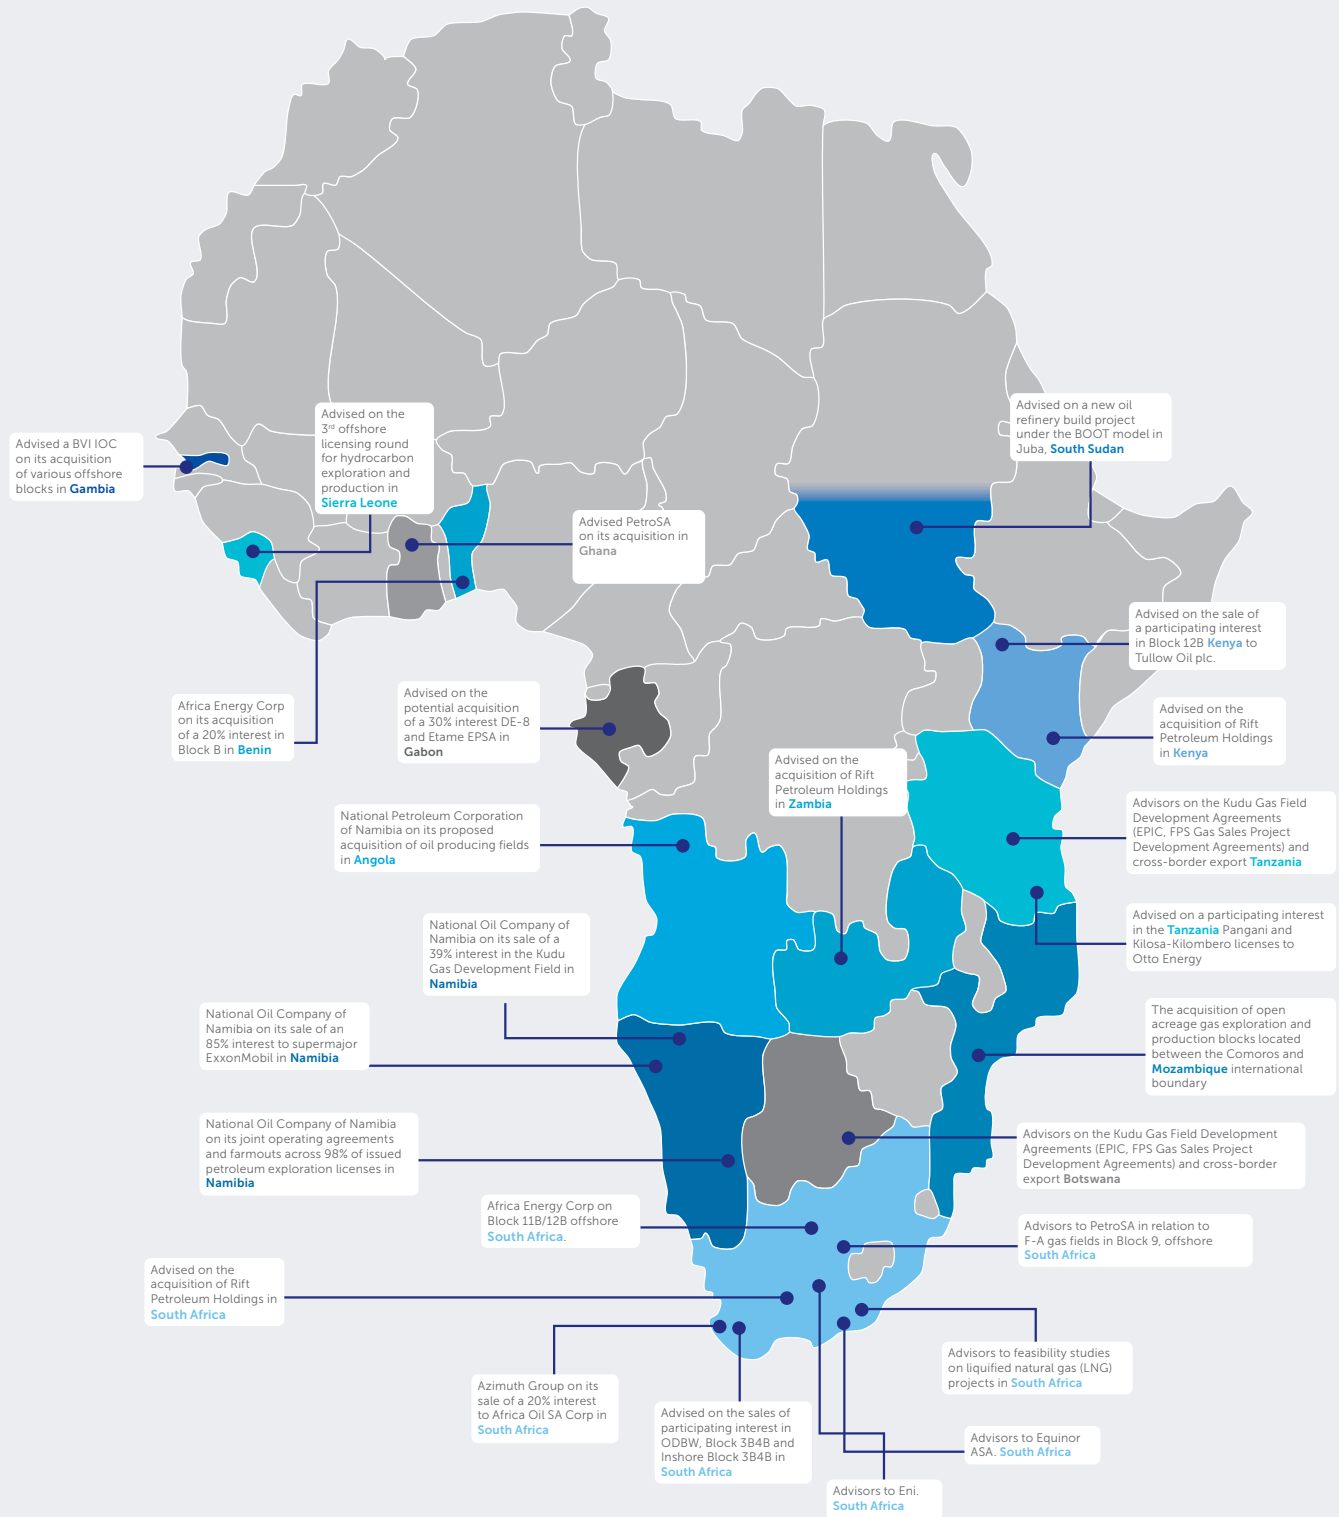 Advised on a new oil
refinery build project
under the BOOT model in
Juba, South Sudan
Advised on the
3rd offshore
licensing round
for hydrocarbon
exploration and
production in
Sierra Leone
Advised a BVI IOC
on its acquisition
of various offshore
blocks in Gambia
Advised PetroSA
on its acquisition in
Ghana
Advised on the sale of
a participating interest
in Block 12B Kenya to
Tullow Oil plc.
Africa Energy Corp
on its acquisition
of a 20% interest in
Block B in Benin
Advised on the
potential acquisition
of a 30% interest DE-8
and Etame EPSA in
Gabon
Advised on the
acquisition of Rift
Petroleum Holdings
in Kenya
Advised on the
acquisition of Rift
Petroleum Holdings
in Zambia
National Petroleum Corporation
of Namibia on its proposed
acquisition of oil producing fields
in Angola
Advisors on the Kudu Gas Field
Development Agreements
(EPIC, FPS Gas Sales Project
Development Agreements) and
cross-border export Tanzania
National Oil Company of
Namibia on its sale of a
39% interest in the Kudu
Gas Development Field in
Namibia
Advised on a participating interest
in the Tanzania Pangani and
Kilosa-Kilombero licenses to
Otto Energy
National Oil Company of
Namibia on its sale of an
85% interest to supermajor
ExxonMobil in Namibia
The acquisition of open
acreage gas exploration and
production blocks located
between the Comoros and
Mozambique international
boundary
National Oil Company of Namibia
on its joint operating agreements
and farmouts across 98% of issued
petroleum exploration licenses in
Namibia
Advisors on the Kudu Gas Field Development
Agreements (EPIC, FPS Gas Sales Project
Development Agreements) and cross-border
export Botswana
Africa Energy Corp on
Block 11B/12B offshore
South Africa.
Advisors to PetroSA in relation to
F-A gas fields in Block 9, offshore
South Africa
Advised on the
acquisition of Rift
Petroleum Holdings in
South Africa
Advisors to feasibility studies
on liquified natural gas (LNG)
projects in South Africa
Azimuth Group on its
sale of a 20% interest
to Africa Oil SA Corp in
South Africa
Advised on the sales of
participating interest in
ODBW, Block 3B4B and
Inshore Block 3B4B in
South Africa
Advisors to Equinor
ASA. South Africa
Advisors to Eni.
South Africa